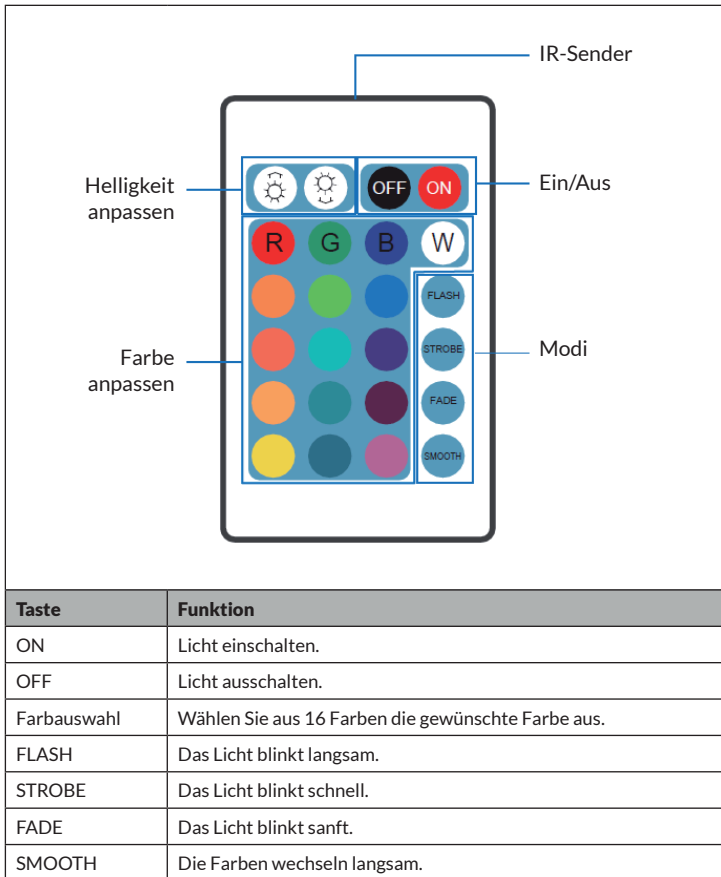 IR-Sender
Helligkeit
anpassen
OFF ON
Ein/Aus
R G B W
FLASH
STROBE
Farbe
anpassen
Modi
FADE
SMOOTH
Taste Funktion
ON Licht einschalten.
OFF Licht ausschalten.
Farbauswahl Wählen Sie aus 16 Farben die gewünschte Farbe aus.
FLASH Das Licht blinkt langsam.
STROBE Das Licht blinkt schnell.
FADE Das Licht blinkt sanft.
SMOOTH Die Farben wechseln langsam.